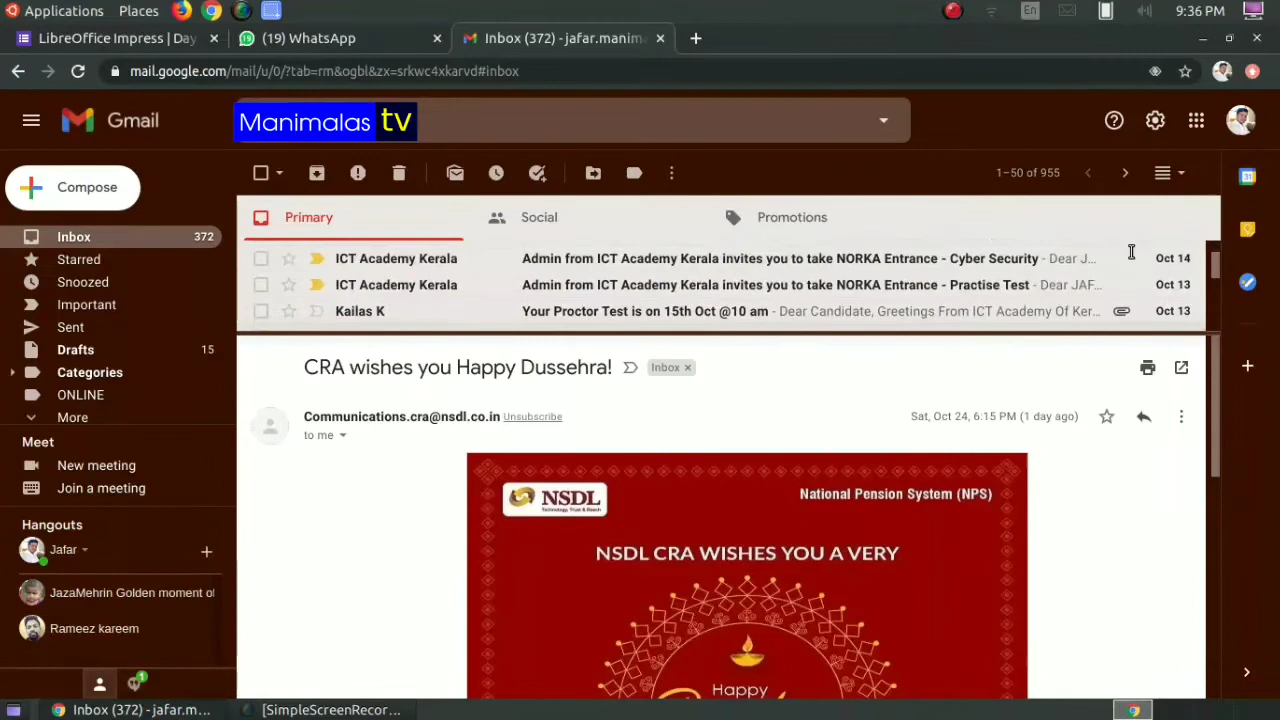 Applications Places En 9:36 PM
LibreOffice Impress | Day (19) WhatsApp Inbox (372) - jafar.manim
mail.google.com/mail/u/0/?tab=rm&ogbl&zx=srkwc4xkarvd#inbox
Gmail Manimalas tv
Compose 1–50 of 955
Primary Social Promotions
Inbox 372
Starred
Snoozed
Important
Sent
Drafts 15
Categories
ONLINE
More
ICT Academy Kerala Admin from ICT Academy Kerala invites you to take NORKA Entrance - Cyber Security - Dear J... Oct 14
ICT Academy Kerala Admin from ICT Academy Kerala invites you to take NORKA Entrance - Practise Test - Dear JAF... Oct 13
Kailas K Your Proctor Test is on 15th Oct @10 am - Dear Candidate, Greetings From ICT Academy Of Ker... Oct 13
CRA wishes you Happy Dussehra! Inbox ×
Communications.cra@nsdl.co.in Unsubscribe Sat, Oct 24, 6:15 PM (1 day ago)
to me
Meet
New meeting
Join a meeting
Hangouts
Jafar
JazaMehrin Golden moment of
Rameez kareem
1
31
NSDL
Technology, Trust & Reach
National Pension System (NPS)
NSDL CRA WISHES YOU A VERY
Happy
Inbox (372) - jafar.m... [SimpleScreenRecor...